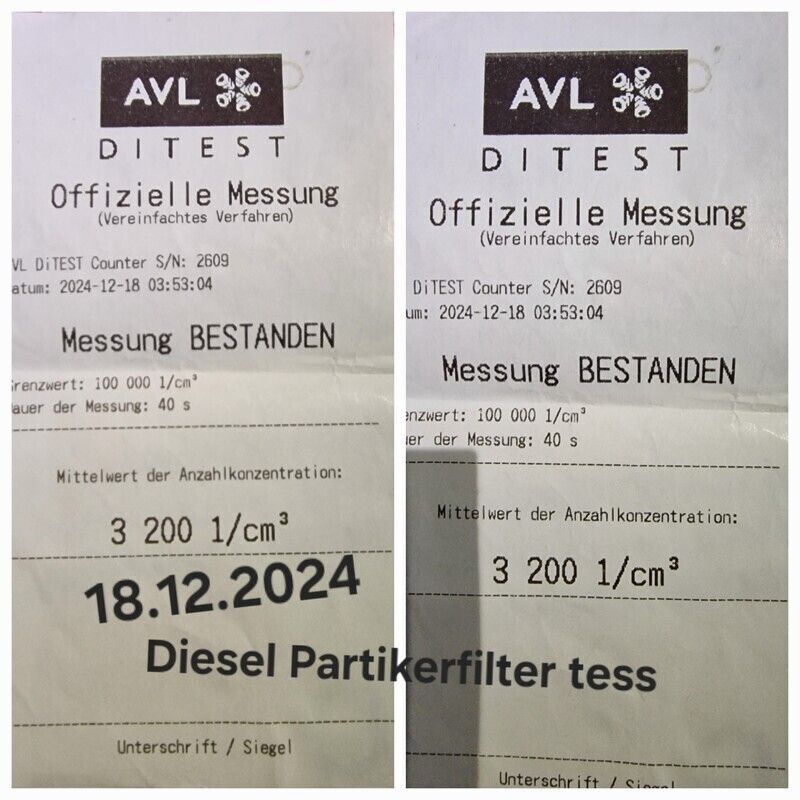 AVL
DITEST
Offizielle Messung
(Vereinfachtes Verfahren)
VL DiTEST Counter S/N: 2609
atum: 2024-12-18 03:53:04
Messung BESTANDEN
renzwert: 100 000 1/cm³
auer der Messung: 40 s
Mittelwert der Anzahlkonzentration:
3 200 1/cm³
18.12.2024
Unterschrift / Siegel
AVL
DITEST
Offizielle Messung
(Vereinfachtes Verfahren)
DiTEST Counter S/N: 2609
um: 2024-12-18 03:53:04
Messung BESTANDEN
enzwert: 100 000 1/cm³
er der Messung: 40 s
Mittelwert der Anzahlkonzentration:
3 200 1/cm³
Diesel Partikerfilter tess
Unterschrift /